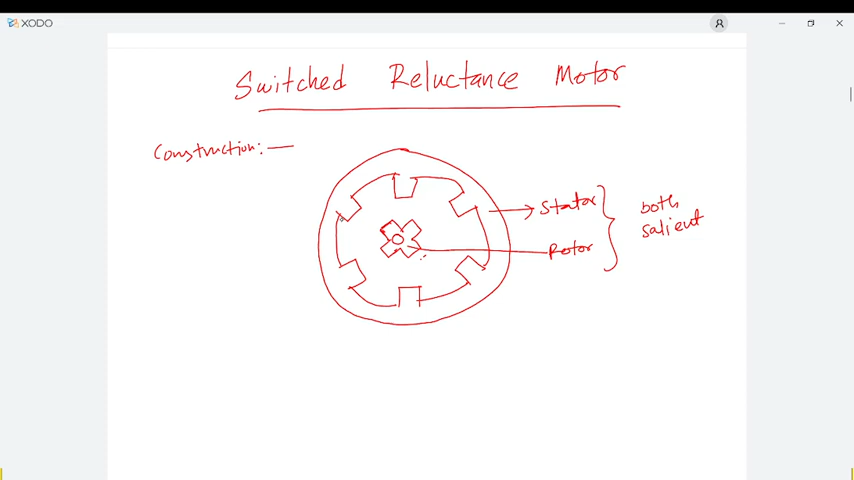 XODO
Switched Reluctance Motor
Construction: —
Stator
Rotor
both
salient